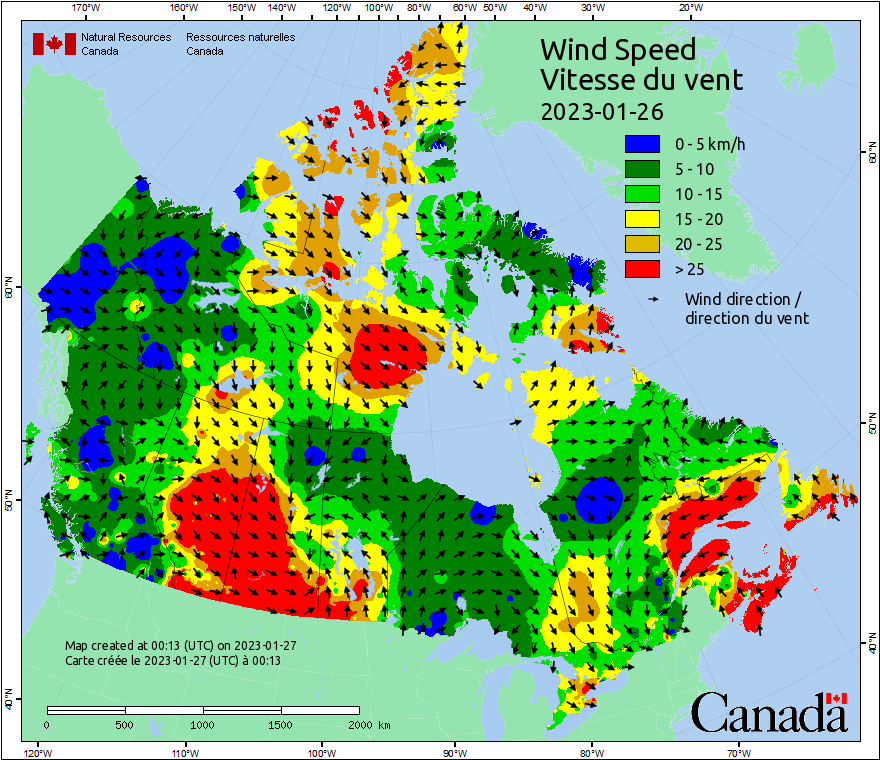 170°W 160°W 150°W 140°W 130°W 120°W 110°W 100°W 90°W 80°W 70°W 60°W 50°W 40°W 30°W 20°W
Natural Resources Ressources naturelles
Canada Canada
Wind Speed
Vitesse du vent
2023-01-26
0 - 5 km/h
5 - 10
10 - 15
15 - 20
20 - 25
> 25
Wind direction /
direction du vent
60°N 60°N
50°N 50°N
40°N 40°N
Map created at 00:13 (UTC) on 2023-01-27
Carte créée le 2023-01-27 (UTC) à 00:13
0 500 1000 1500 2000 km
Canada
120°W 110°W 100°W 90°W 80°W 70°W